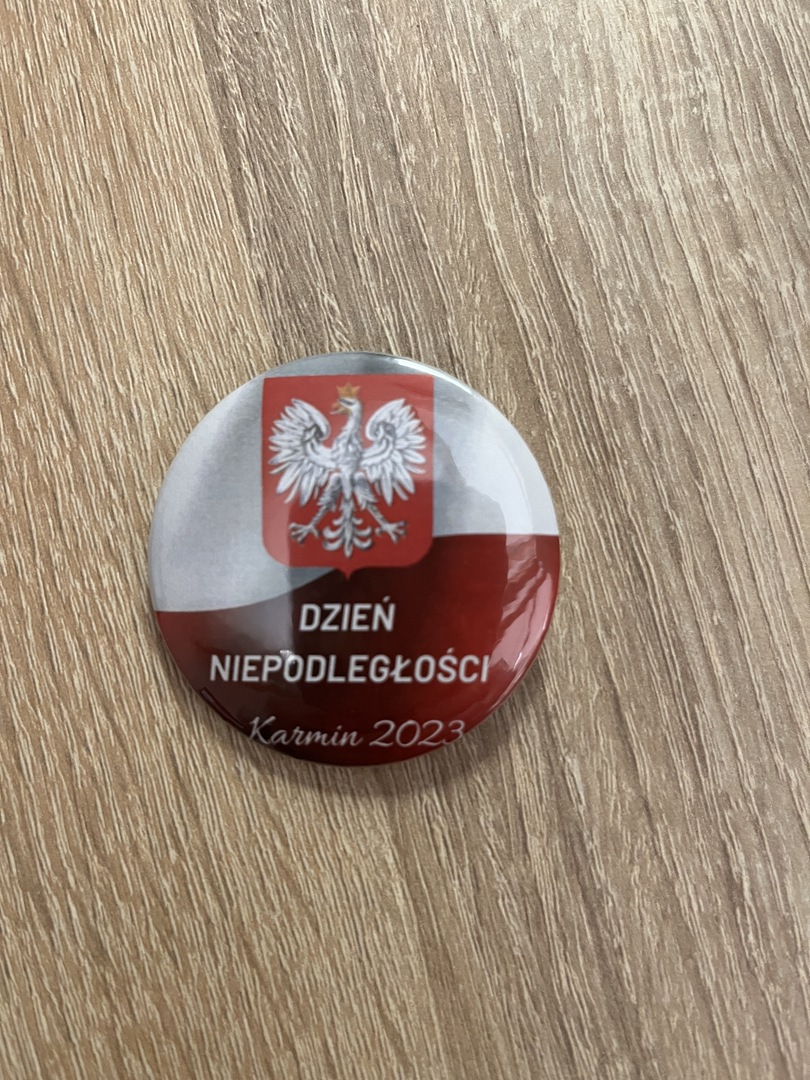 DZIEŃ
NIEPODLEGŁOŚCI
Karmin 2023